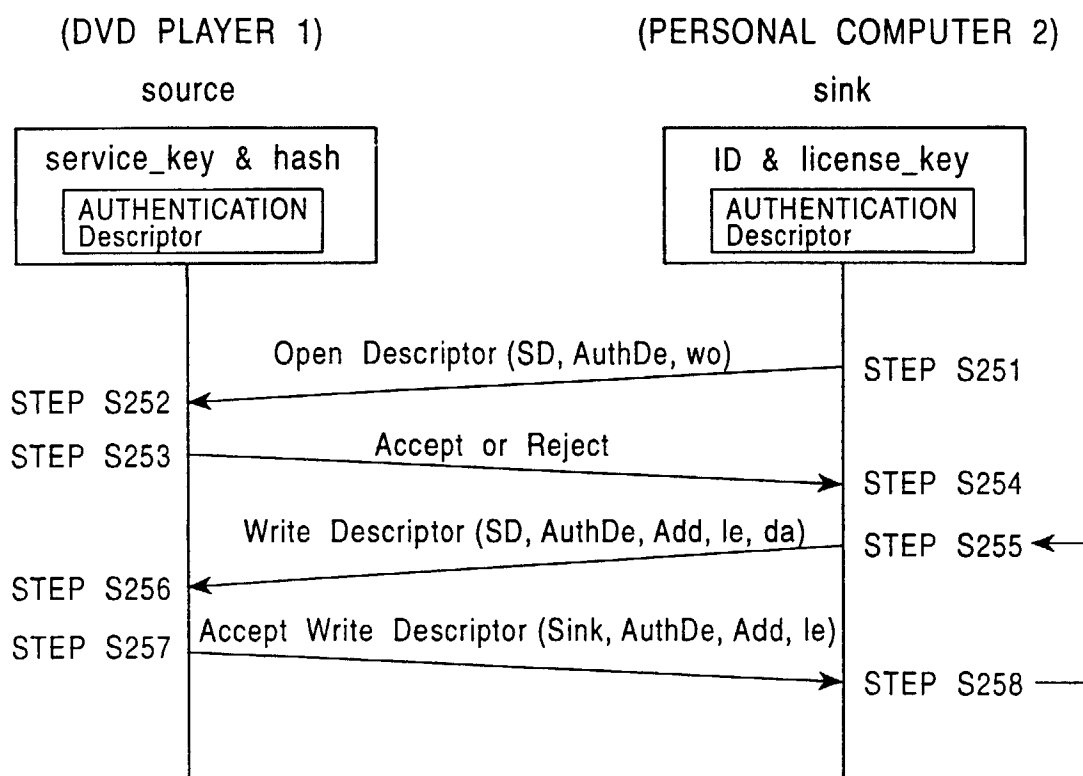 (DVD PLAYER 1)
(PERSONAL COMPUTER 2)
source
sink
service_key & hash
AUTHENTICATION
Descriptor
ID & license_key
AUTHENTICATION
Descriptor
Open Descriptor (SD, AuthDe, wo)
STEP S251
STEP S252
STEP S253
Accept or Reject
STEP S254
Write Descriptor (SD, AuthDe, Add, le, da)
STEP S255
STEP S256
STEP S257
Accept Write Descriptor (Sink, AuthDe, Add, le)
STEP S258